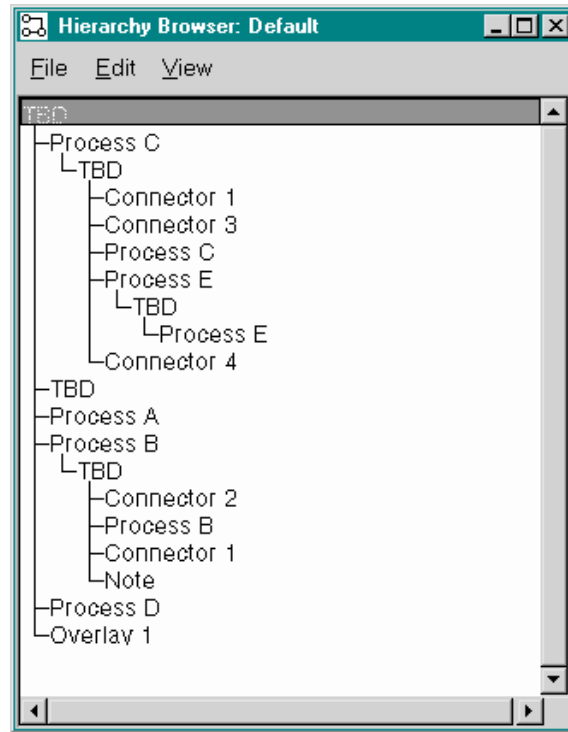 Hierarchy Browser: Default
File Edit View
TBD
Process C
TBD
Connector 1
Connector 3
Process C
Process E
TBD
Process E
Connector 4
TBD
Process A
Process B
TBD
Connector 2
Process B
Connector 1
Note
Process D
Overlay 1